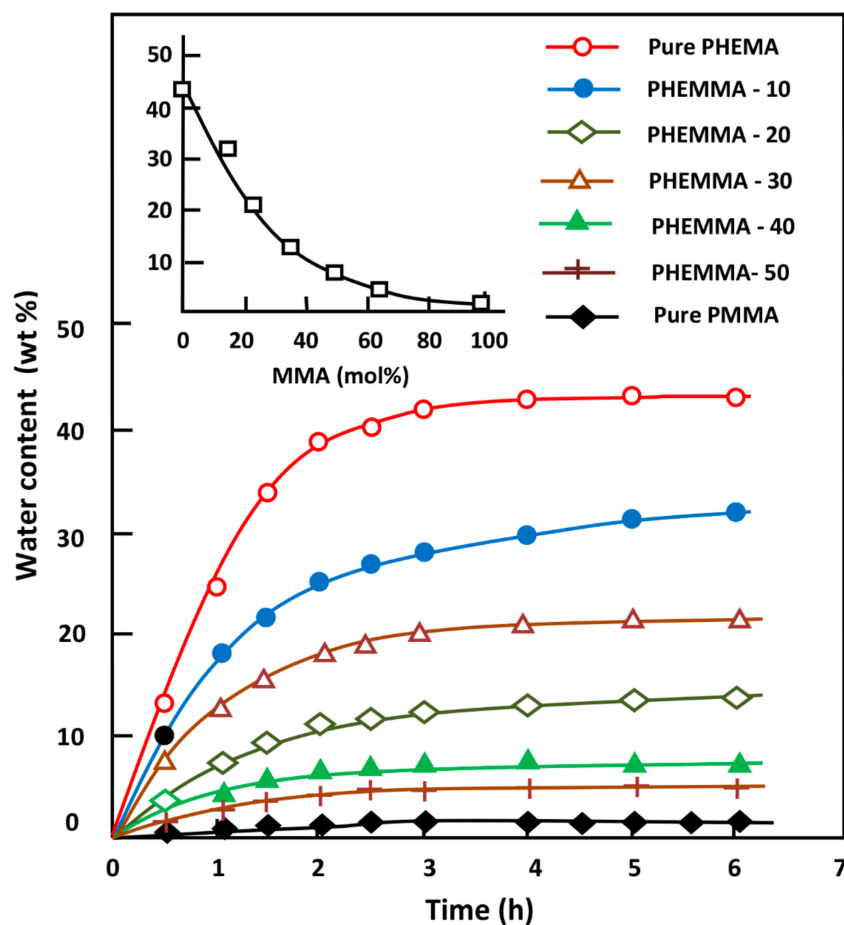 50
40
30
20
10
0 20 40 60 80 100
MMA (mol%)
Pure PHEMA
PHEMMA - 10
PHEMMA - 20
PHEMMA - 30
PHEMMA - 40
PHEMMA- 50
Pure PMMA
Water content (wt %)
50
40
30
20
10
0
0 1 2 3 4 5 6 7
Time (h)